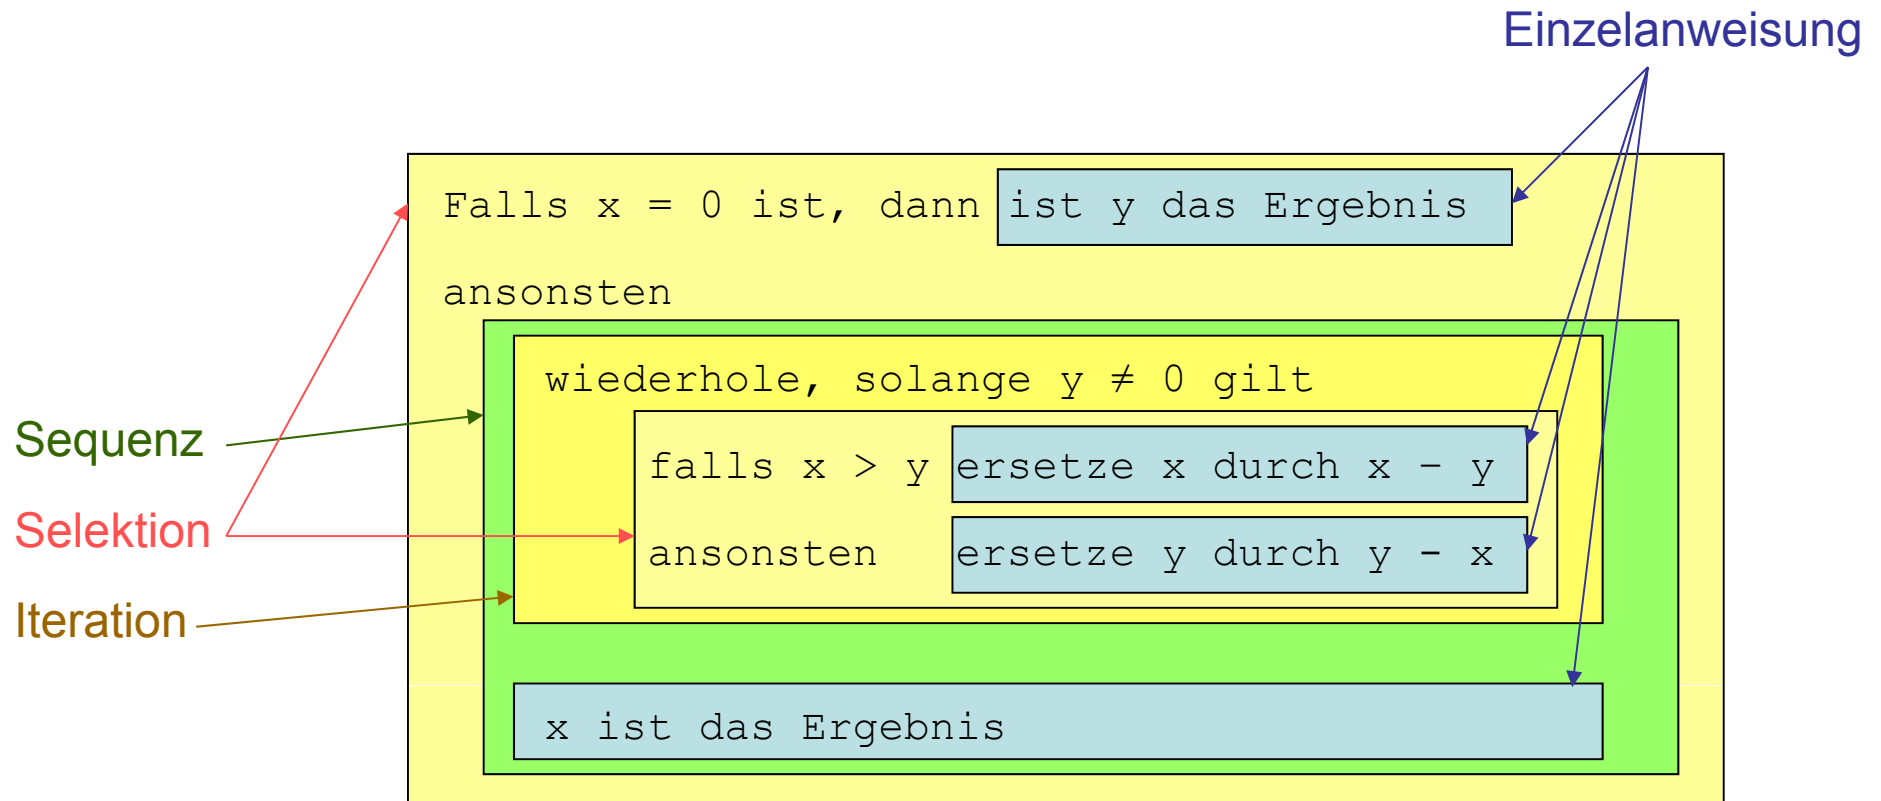 Einzelanweisung
Falls x = 0 ist, dann ist y das Ergebnis
ansonsten
wiederhole, solange y ≠ 0 gilt
Sequenz
falls x > y ersetze x durch x – y
Selektion
ansonsten ersetze y durch y - x
Iteration
x ist das Ergebnis